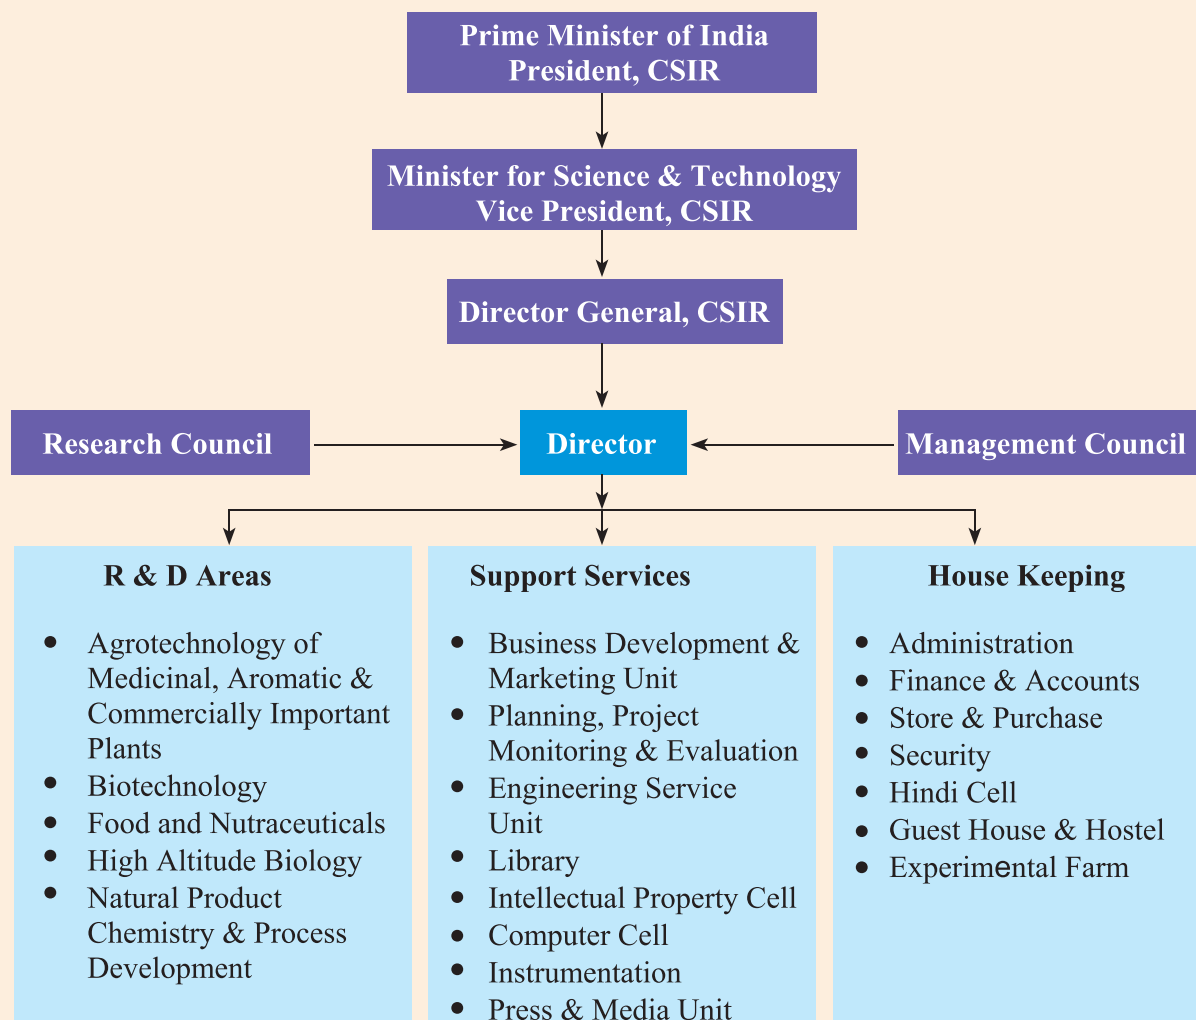 Prime Minister of India
President, CSIR
Minister for Science & Technology
Vice President, CSIR
Director General, CSIR
Research Council
Director
Management Council
R & D Areas
• Agrotechnology of
Medicinal, Aromatic &
Commercially Important
Plants
• Biotechnology
• Food and Nutraceuticals
• High Altitude Biology
• Natural Product
Chemistry & Process
Development
Support Services
• Business Development &
Marketing Unit
• Planning, Project
Monitoring & Evaluation
• Engineering Service
Unit
• Library
• Intellectual Property Cell
• Computer Cell
• Instrumentation
• Press & Media Unit
House Keeping
• Administration
• Finance & Accounts
• Store & Purchase
• Security
• Hindi Cell
• Guest House & Hostel
• Experimental Farm